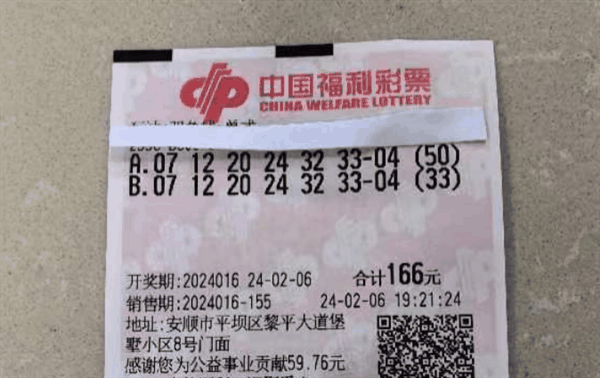 中国福利彩票
CHINA WELFARE LOTTERY
A.07 12 20 24 32 33-04 (50)
B.07 12 20 24 32 33-04 (33)
开奖期:2024016 24-02-06 合计166元
销售期:2024016-155 24-02-06 19:21:24
地址:安顺市平坝区黎平大道堡
墅小区8号门面
感谢您为公益事业贡献59.76元